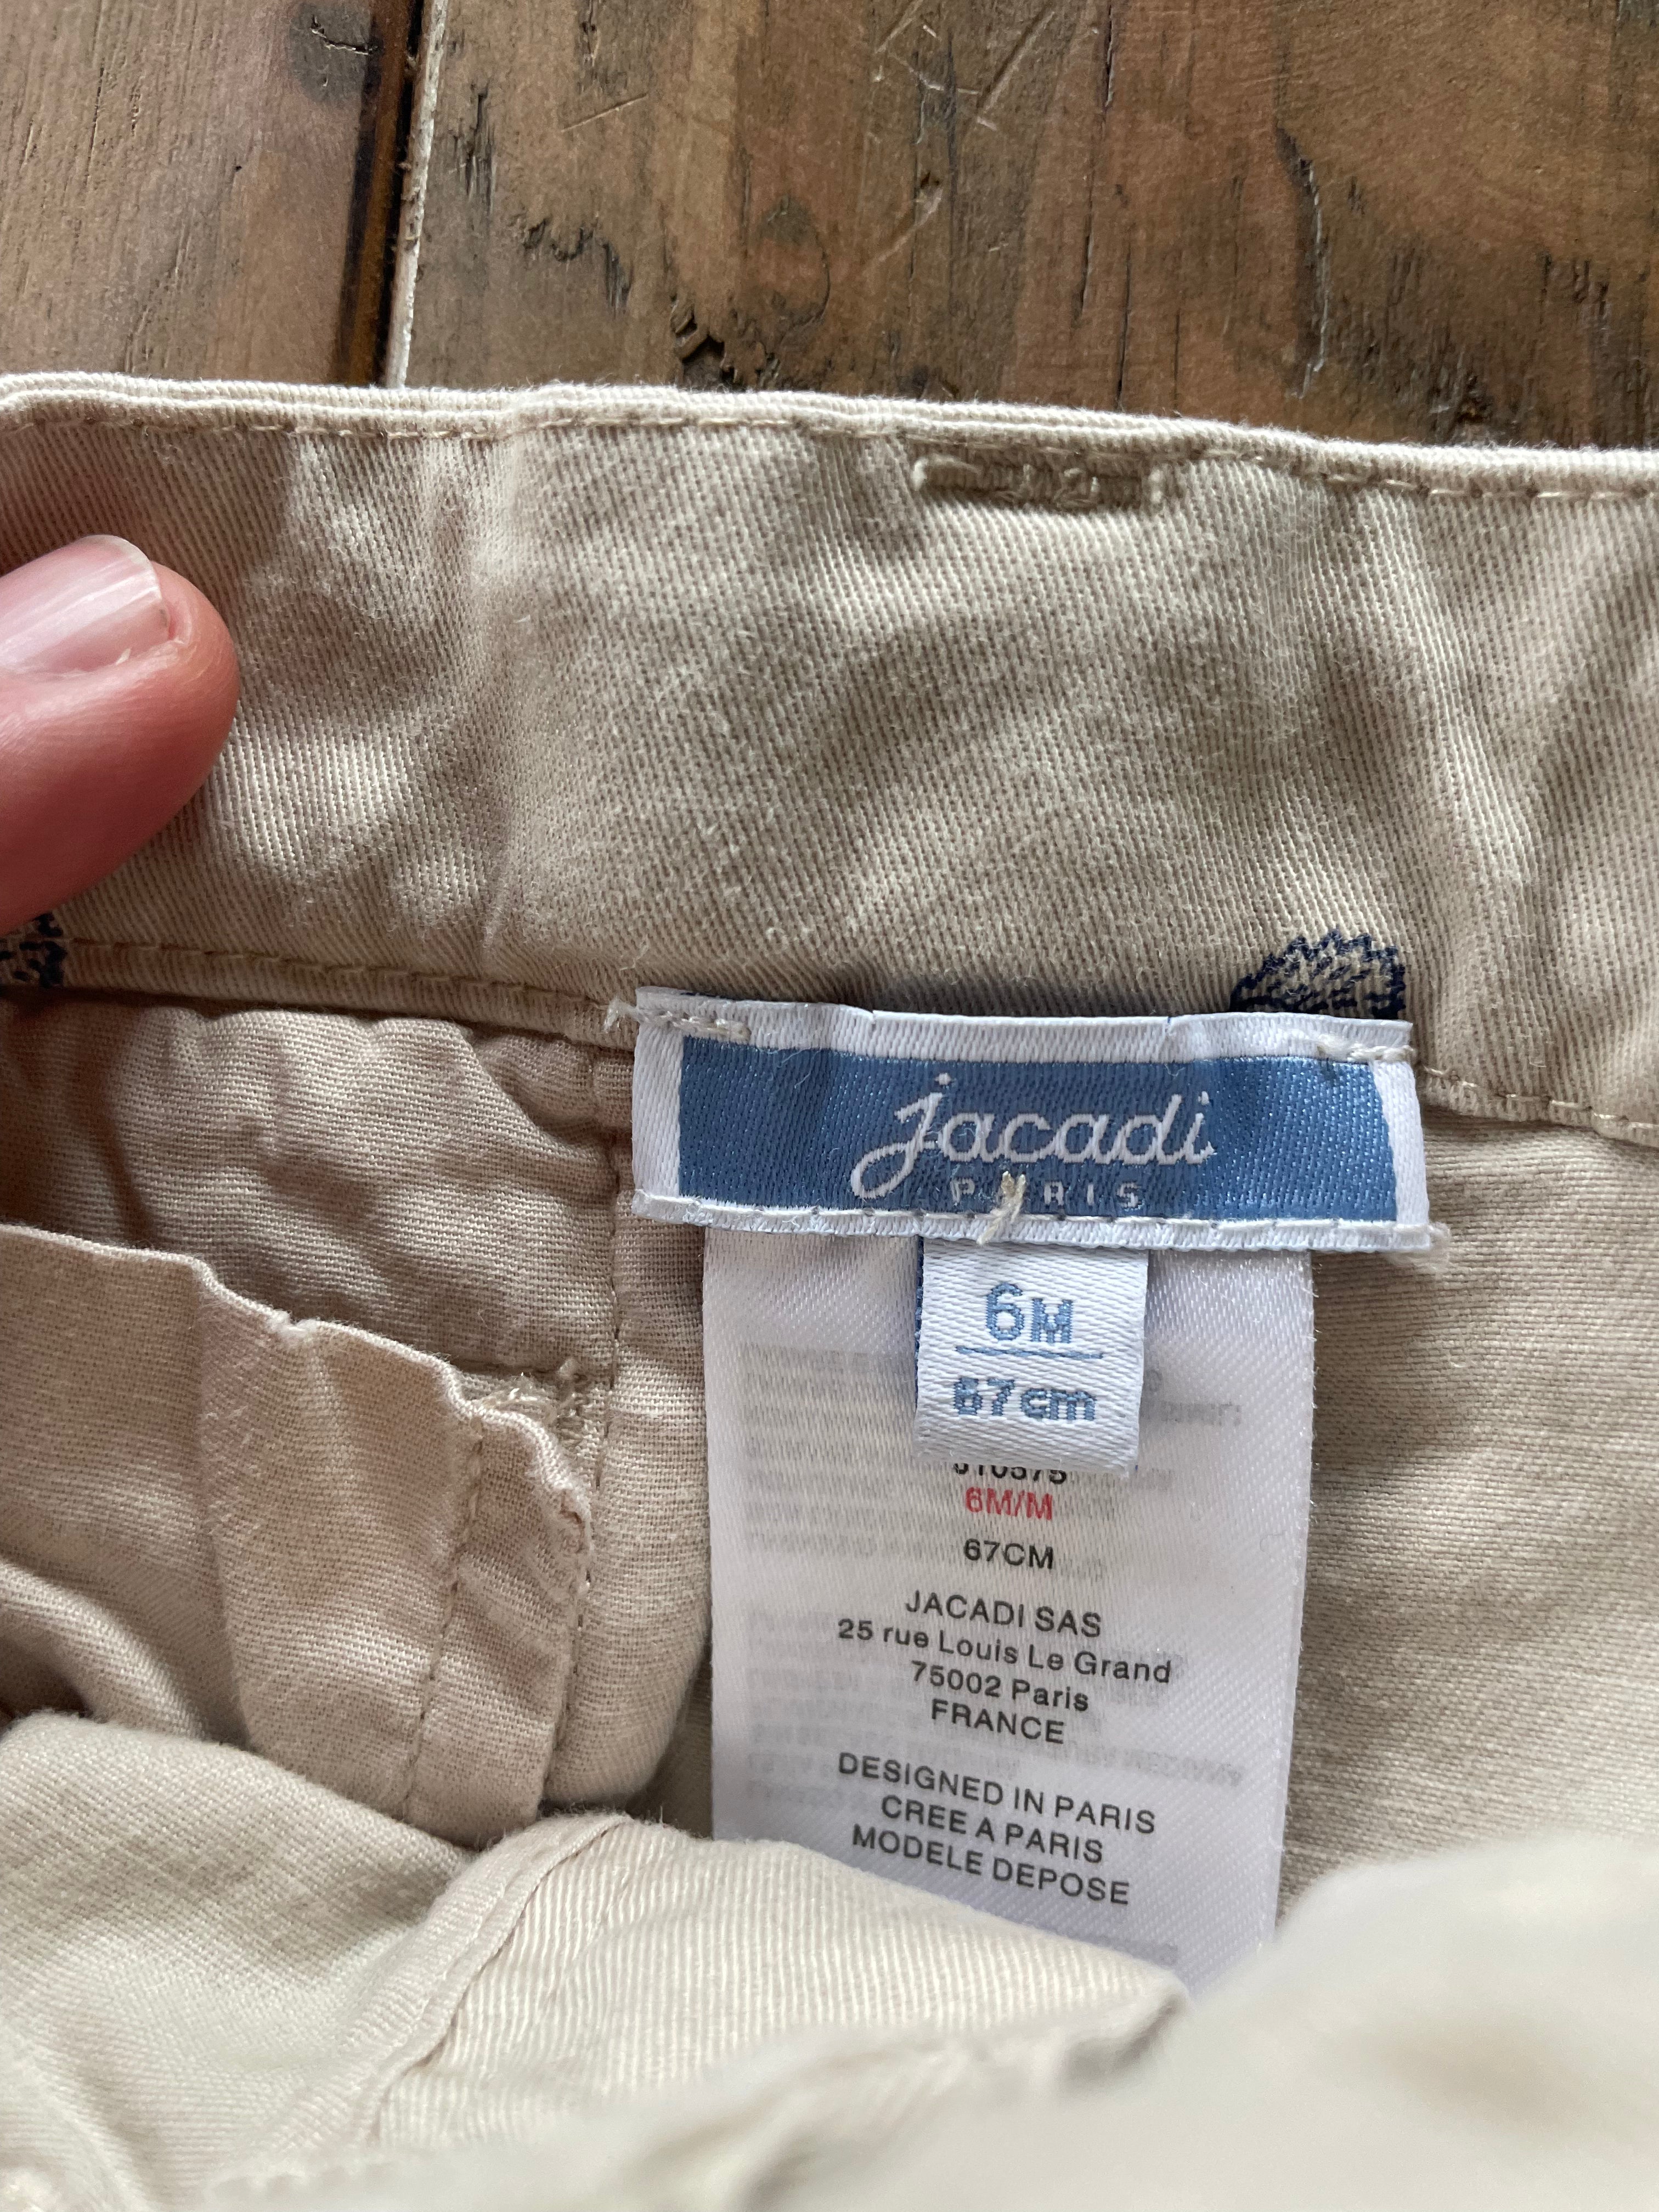 jacadi
PARIS
6M
67cm
6M/M
67CM
JACADI SAS
25 rue Louis Le Grand
75002 Paris
FRANCE
DESIGNED IN PARIS
CREE A PARIS
MODELE DEPOSE